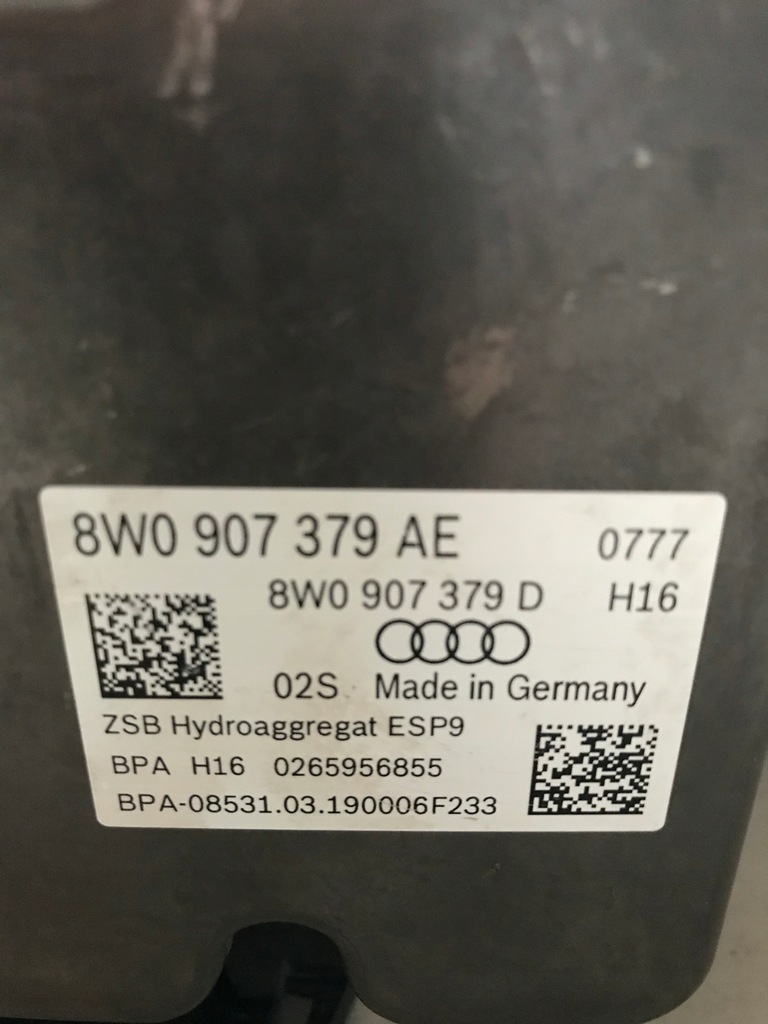 8W0 907 379 AE 0777
8W0 907 379 D H16
02S Made in Germany
ZSB Hydroaggregat ESP9
BPA H16 0265956855
BPA-08531.03.190006F233